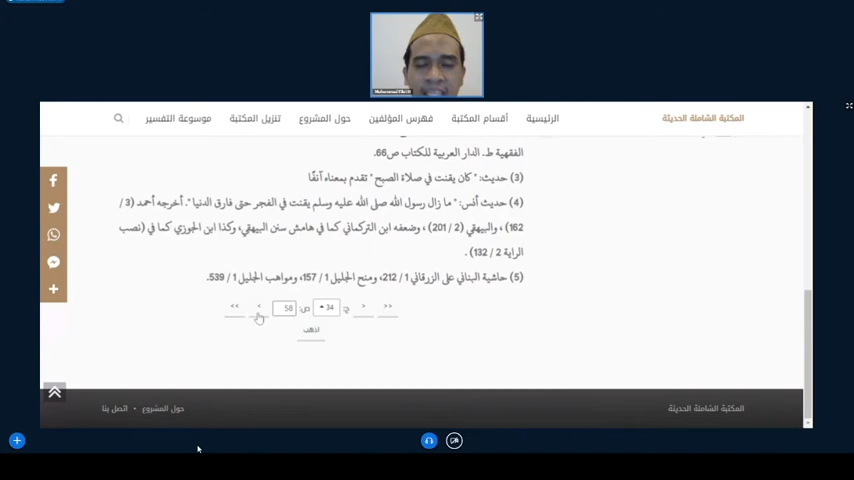 Muhammad Ulul H
المكتبة الشاملة الحديثة
الرئيسية
أقسام المكتبة
فهرس المؤلفين
حول المشروع
تنزيل المكتبة
موسوعة التفسير
الفقهية ط. الدار العربية للكتاب ص66.
(3) حديث: " كان يقنت في صلاة الصبح " تقدم بمعناه آنفًا
(4) حديث أنس: " ما زال رسول الله صلى الله عليه وسلم يقنت في الفجر حتى فارق الدنيا ". أخرجه أحمد (3 /
162) ، والبيهقي (2 / 201) ، وضعفه ابن التركماني كما في هامش سنن البيهقي، وكذا ابن الجوزي كما في (نصب
الراية 2 / 132) .
(5) حاشية البناني على الزرقاني 1 / 212، ومنح الجليل 1 / 157، ومواهب الجليل 1 / 539.
>> > ج 34 ص: 58 < <<
اذهب
المكتبة الشاملة الحديثة
حول المشروع • اتصل بنا